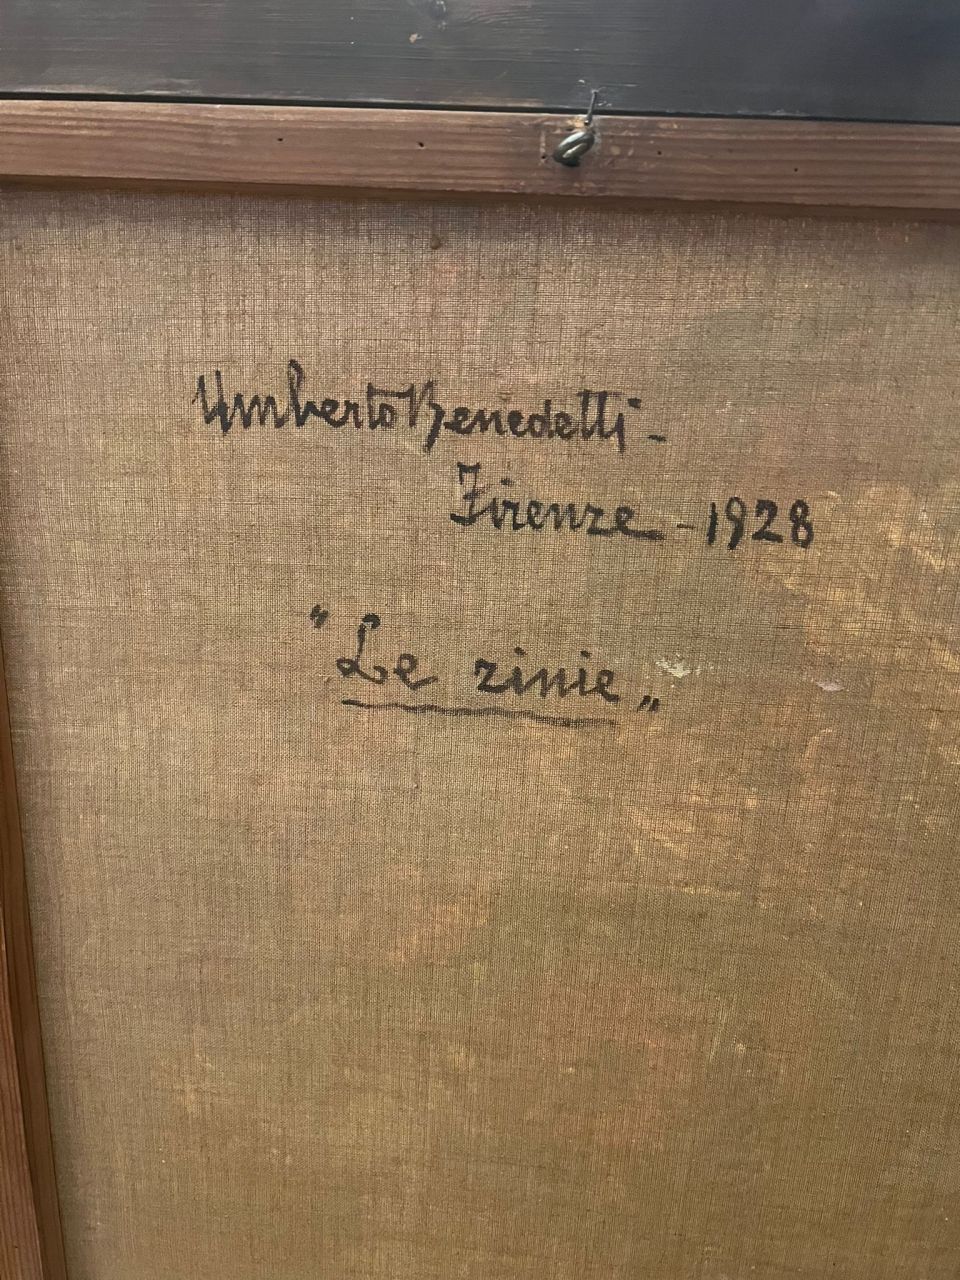 Umberto Benedetti -
Firenze - 1928
" Le zinie „